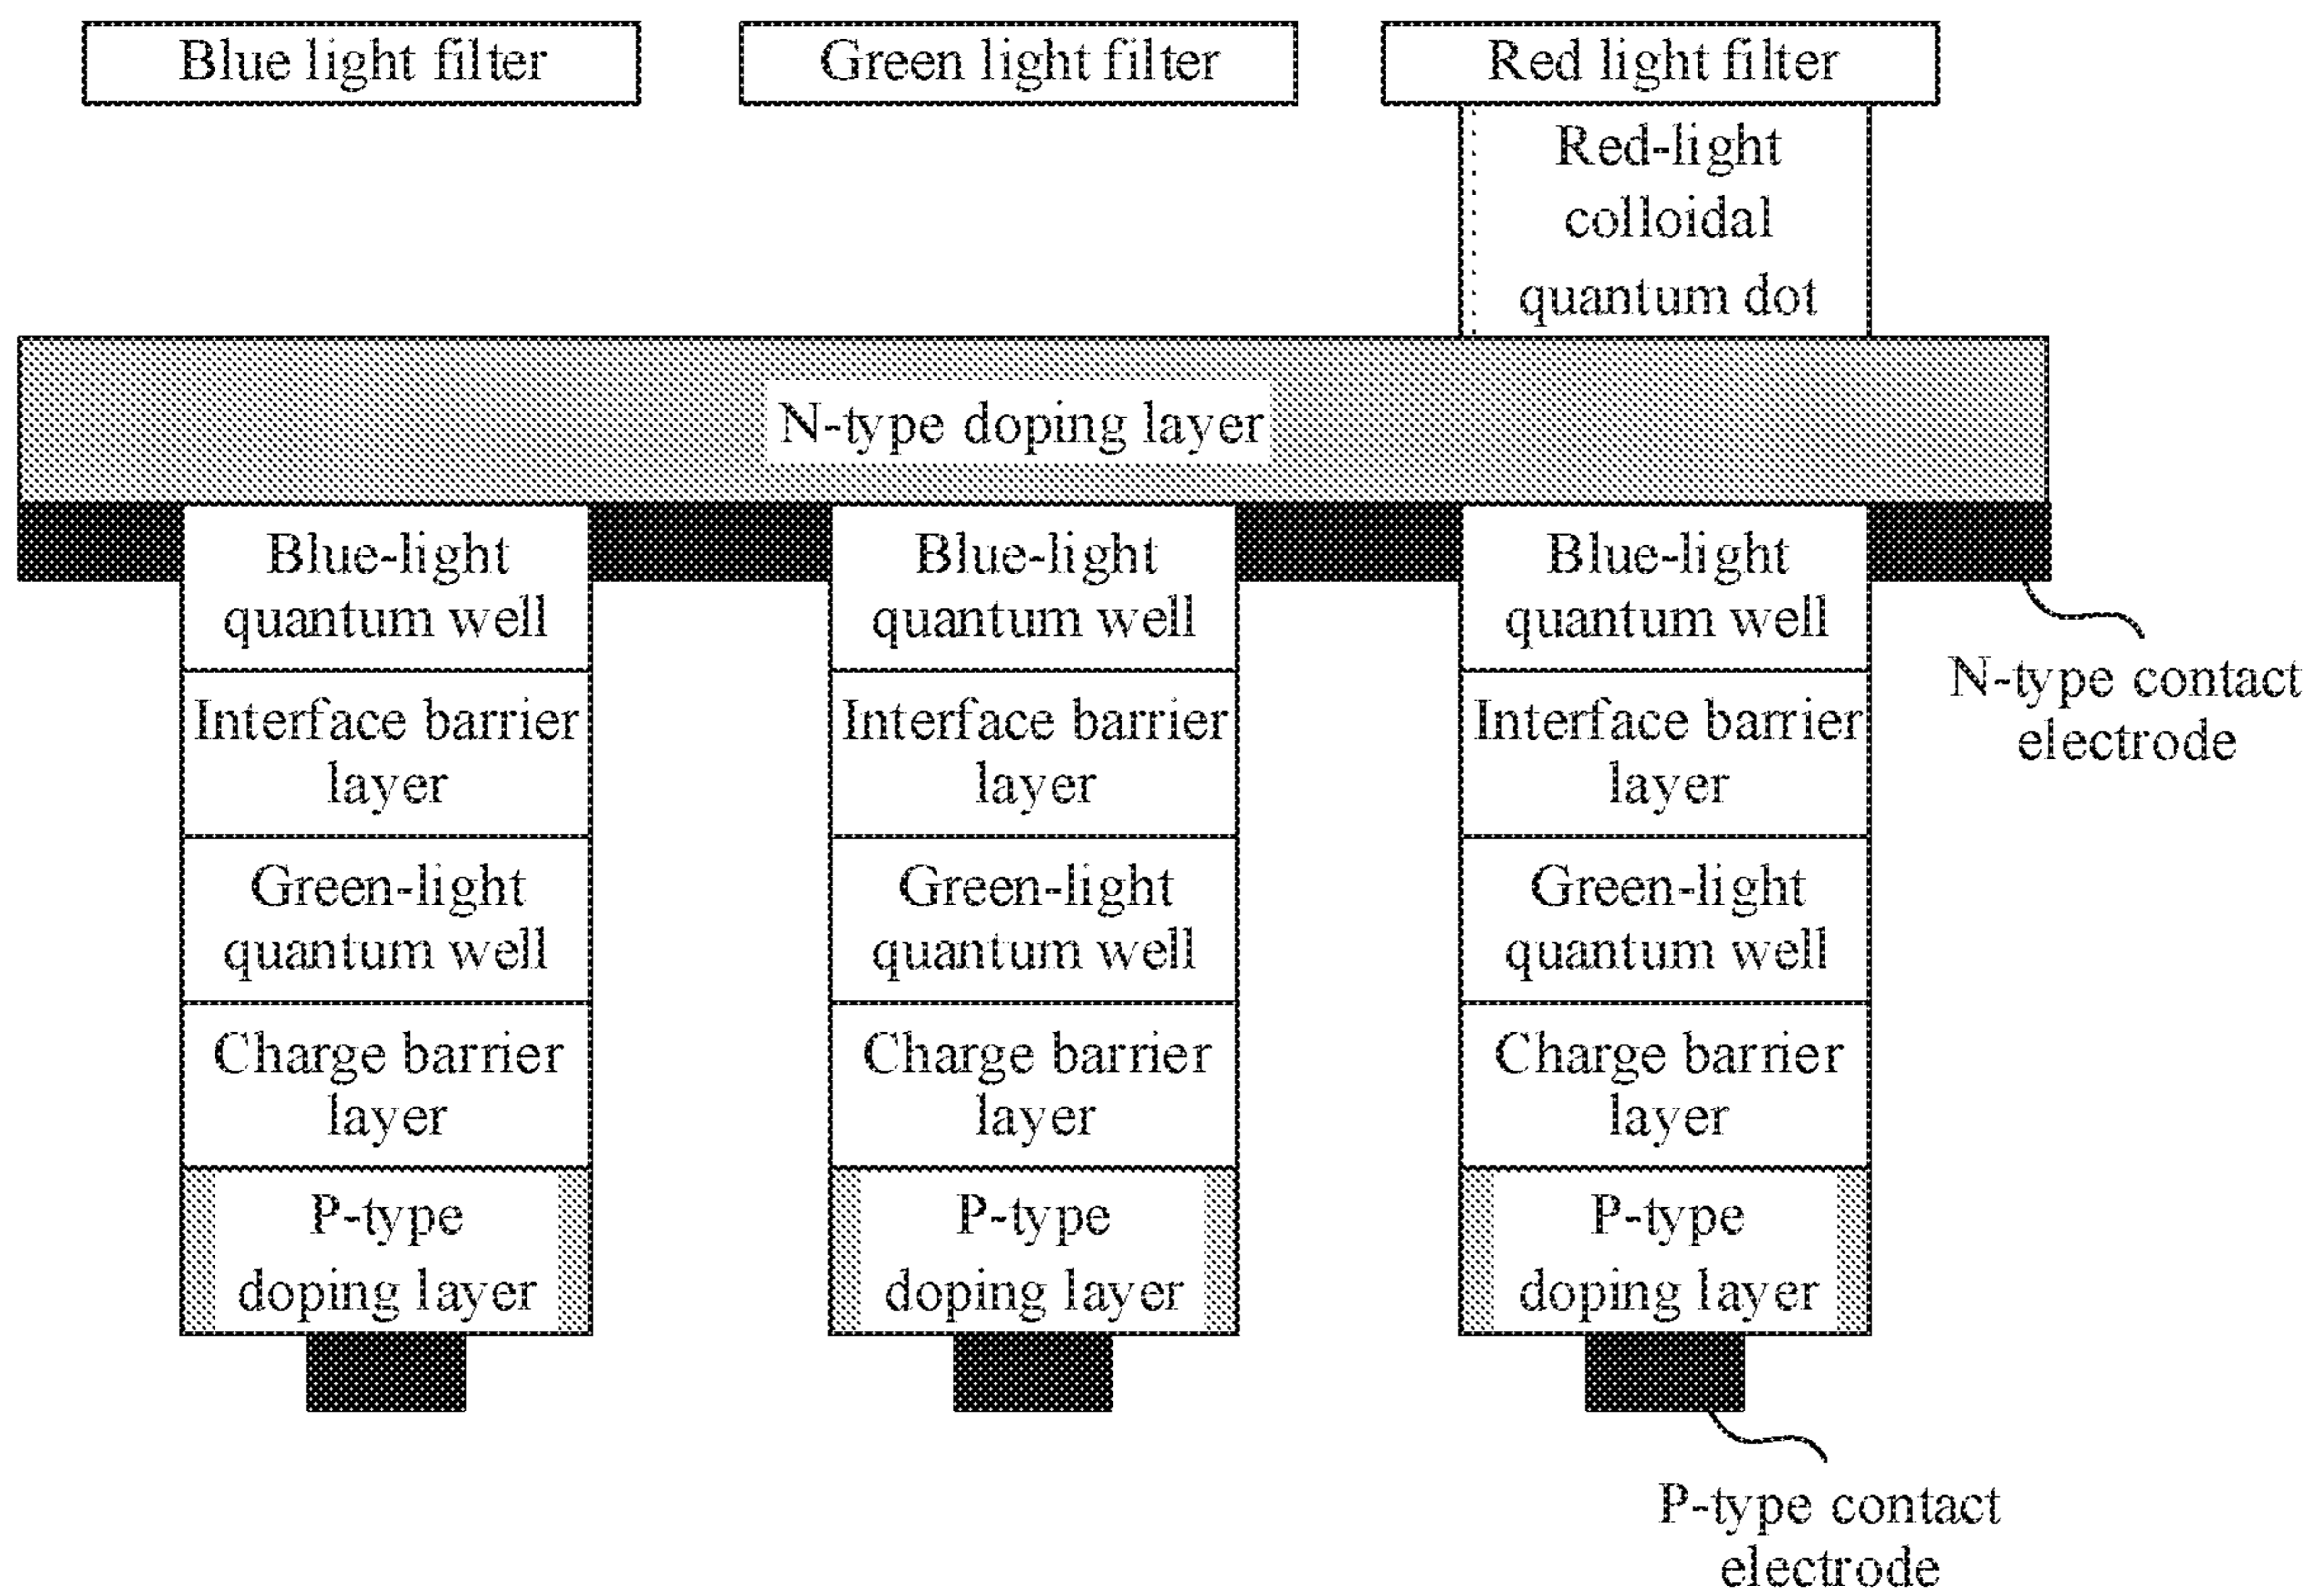 Blue light filter
Green light filter
Red light filter
Red-light
colloidal
quantum dot
N-type doping layer
Blue-light
quantum well
Interface barrier
layer
Green-light
quantum well
Charge barrier
layer
P-type
doping layer
Blue-light
quantum well
Interface barrier
layer
Green-light
quantum well
Charge barrier
layer
P-type
doping layer
Blue-light
quantum well
Interface barrier
layer
Green-light
quantum well
Charge barrier
layer
P-type
doping layer
N-type contact
electrode
P-type contact
electrode